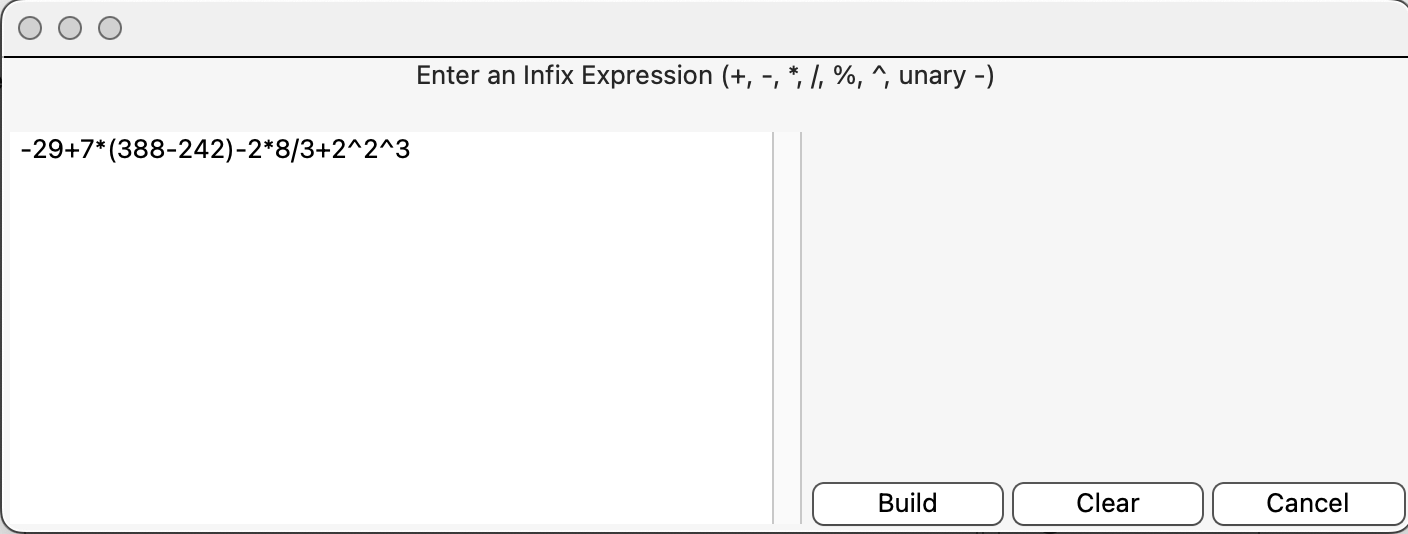 Enter an Infix Expression (+, -, *, /, %, ^, unary -)
-29+7*(388-242)-2*8/3+2^2^3
Build Clear Cancel